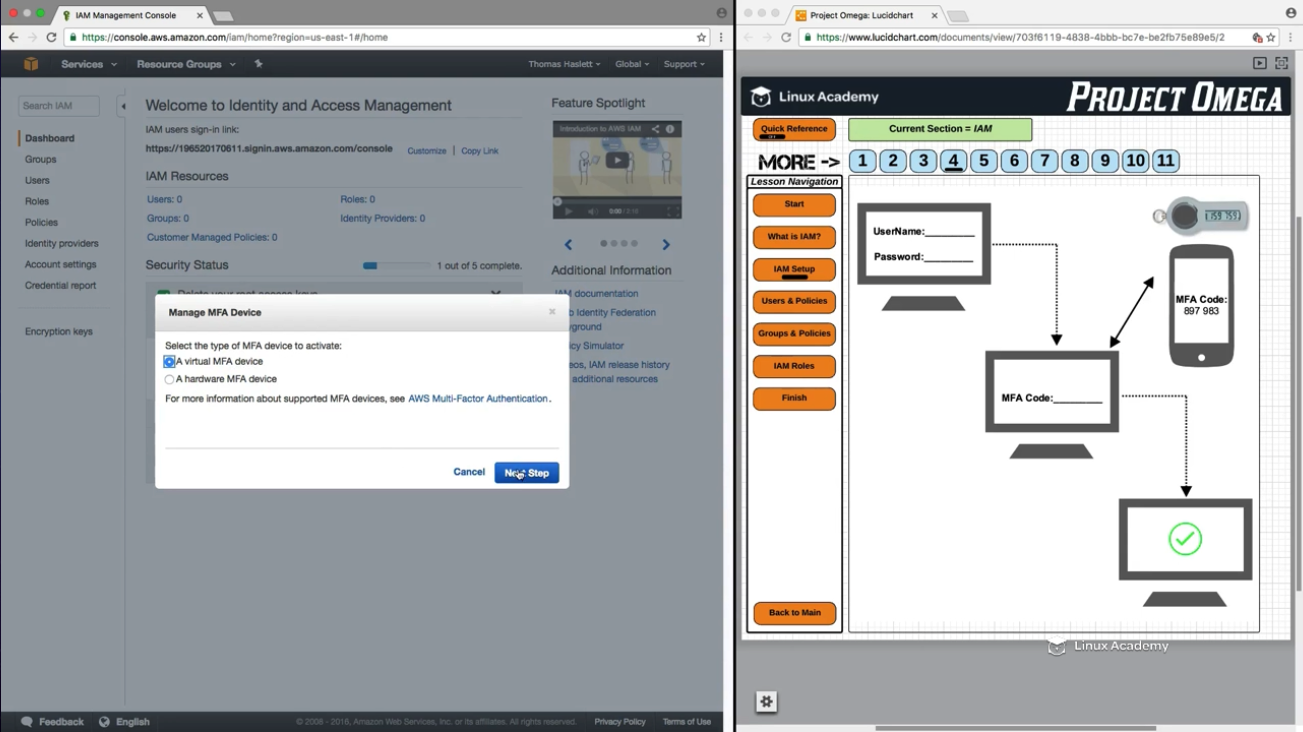 IAM Management Console
https://console.aws.amazon.com/iam/home?region=us-east-1#/home
Services
Resource Groups
Thomas Haslett
Global
Support
Search IAM
Dashboard
Groups
Users
Roles
Policies
Identity providers
Account settings
Credential report
Encryption keys
Welcome to Identity and Access Management
IAM users sign-in link:
https://196520170611.signin.aws.amazon.com/console
Customize | Copy Link
IAM Resources
Users: 0
Roles: 0
Groups: 0
Identity Providers: 0
Customer Managed Policies: 0
Security Status
1 out of 5 complete.
Delete your root access keys
Feature Spotlight
Introduction to AWS IAM
Additional Information
IAM documentation
Identity Federation
Simulator
IAM release history
additional resources
Manage MFA Device
Select the type of MFA device to activate:
A virtual MFA device
A hardware MFA device
For more information about supported MFA devices, see AWS Multi-Factor Authentication.
Cancel
Next Step
Feedback
English
© 2008 - 2016, Amazon Web Services, Inc. or its affiliates. All rights reserved.
Privacy Policy
Terms of Use
Project Omega: Lucidchart
https://www.lucidchart.com/documents/view/703f6119-4838-4bbb-bc7e-be2fb75e89e5/2
Linux Academy
PROJECT OMEGA
Quick Reference
Current Section = IAM
MORE ->
1 2 3 4 5 6 7 8 9 10 11
Lesson Navigation
Start
What is IAM?
IAM Setup
Users & Policies
Groups & Policies
IAM Roles
Finish
Back to Main
UserName:_________
Password:________
MFA Code:
897 983
MFA Code:_________
Linux Academy